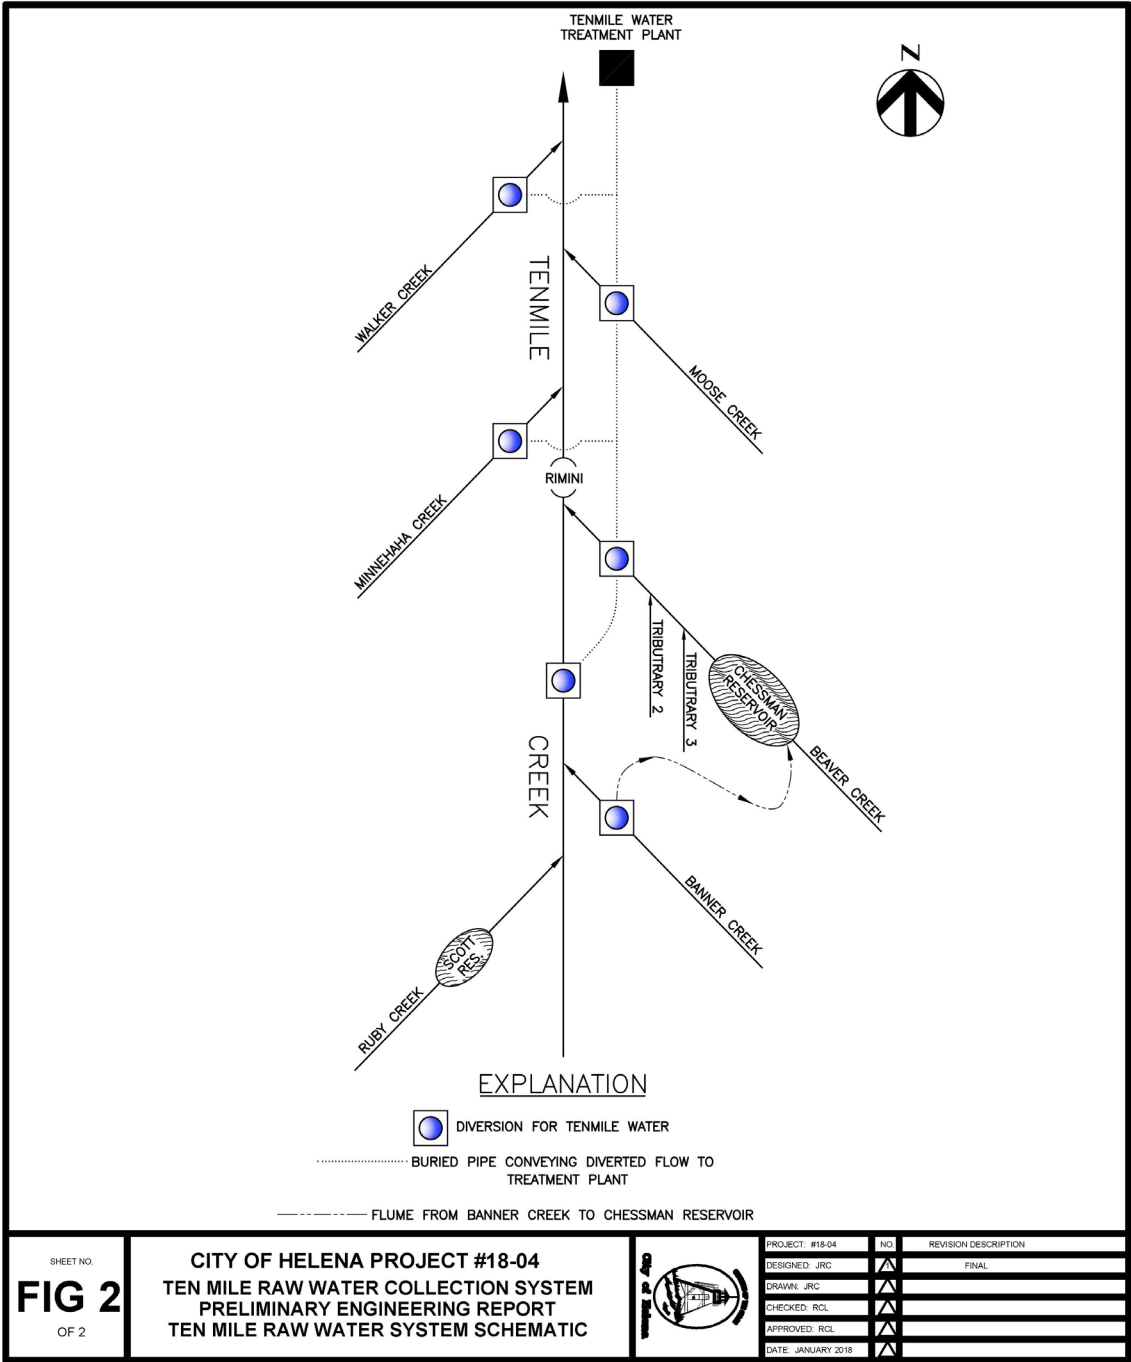 TENMILE WATER
TREATMENT PLANT
N
WALKER CREEK
TENMILE
MOOSE CREEK
MINNEHAHA CREEK
RIMINI
TRIBUTRARY 2
TRIBUTRARY 3
CHESSMAN
RESERVOIR
BEAVER CREEK
CREEK
BANNER CREEK
SCOTT
RES.
RUBY CREEK
EXPLANATION
DIVERSION FOR TENMILE WATER
BURIED PIPE CONVEYING DIVERTED FLOW TO
TREATMENT PLANT
FLUME FROM BANNER CREEK TO CHESSMAN RESERVOIR
SHEET NO.
FIG 2
OF 2
CITY OF HELENA PROJECT #18-04
TEN MILE RAW WATER COLLECTION SYSTEM
PRELIMINARY ENGINEERING REPORT
TEN MILE RAW WATER SYSTEM SCHEMATIC
City of Helena
PROJECT: #18-04
DESIGNED: JRC
DRAWN: JRC
CHECKED: RCL
APPROVED: RCL
DATE: JANUARY 2018
NO.
REVISION DESCRIPTION
1
FINAL